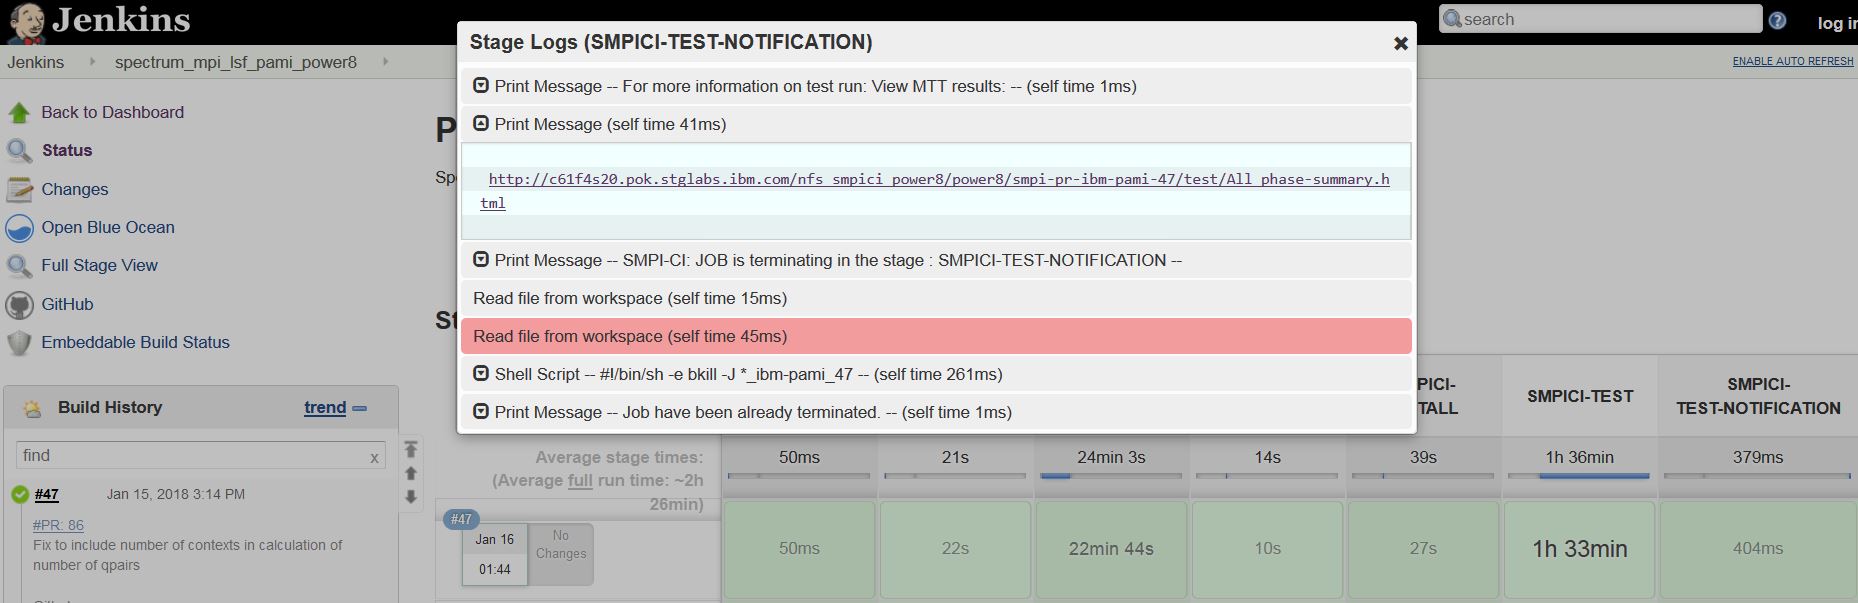 Jenkins
search
log in
Jenkins
spectrum_mpi_lsf_pami_power8
ENABLE AUTO REFRESH
Back to Dashboard
Status
Changes
Open Blue Ocean
Full Stage View
GitHub
Embeddable Build Status
Build History
trend
find
x
#47
Jan 15, 2018 3:14 PM
#PR: 86
Fix to include number of contexts in calculation of
number of qpairs
P
Sp
St
Stage Logs (SMPICI-TEST-NOTIFICATION)
Print Message -- For more information on test run: View MTT results: -- (self time 1ms)
Print Message (self time 41ms)
http://c61f4s20.pok.stglabs.ibm.com/nfs_smpici_power8/power8/smpi-pr-ibm-pami-47/test/All_phase-summary.h
tml
Print Message -- SMPI-CI: JOB is terminating in the stage : SMPICI-TEST-NOTIFICATION --
Read file from workspace (self time 15ms)
Read file from workspace (self time 45ms)
Shell Script -- #!/bin/sh -e bkill -J *_ibm-pami_47 -- (self time 261ms)
Print Message -- Job have been already terminated. -- (self time 1ms)
PICI-
TALL
SMPICI-TEST
SMPICI-
TEST-NOTIFICATION
Average stage times:
(Average full run time: ~2h
26min)
50ms
21s
24min 3s
14s
39s
1h 36min
379ms
#47
Jan 16
01:44
No
Changes
50ms
22s
22min 44s
10s
27s
1h 33min
404ms